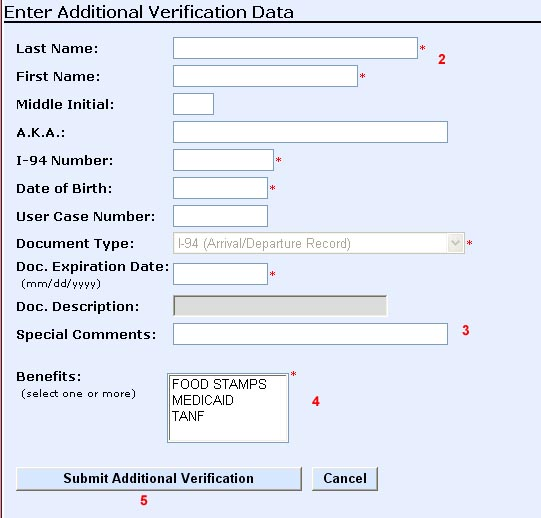 Enter Additional Verification Data
Last Name: * 2
First Name: *
Middle Initial:
A.K.A.:
I-94 Number: *
Date of Birth: *
User Case Number:
Document Type: I-94 (Arrival/Departure Record) *
Doc. Expiration Date: *
(mm/dd/yyyy)
Doc. Description:
Special Comments: 3
Benefits: *
(select one or more)
FOOD STAMPS
MEDICAID
TANF
4
Submit Additional Verification Cancel
5